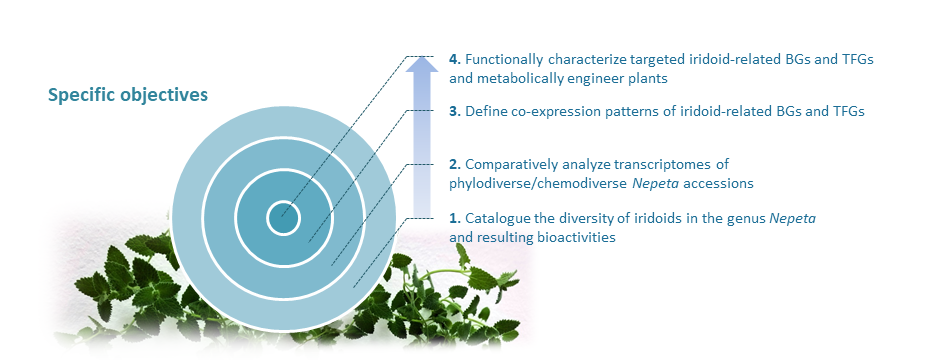 4. Functionally characterize targeted iridoid-related BGs and TFGs
and metabolically engineer plants
Specific objectives
3. Define co-expression patterns of iridoid-related BGs and TFGs
2. Comparatively analyze transcriptomes of
phylodiverse/chemodiverse Nepeta accessions
1. Catalogue the diversity of iridoids in the genus Nepeta
and resulting bioactivities